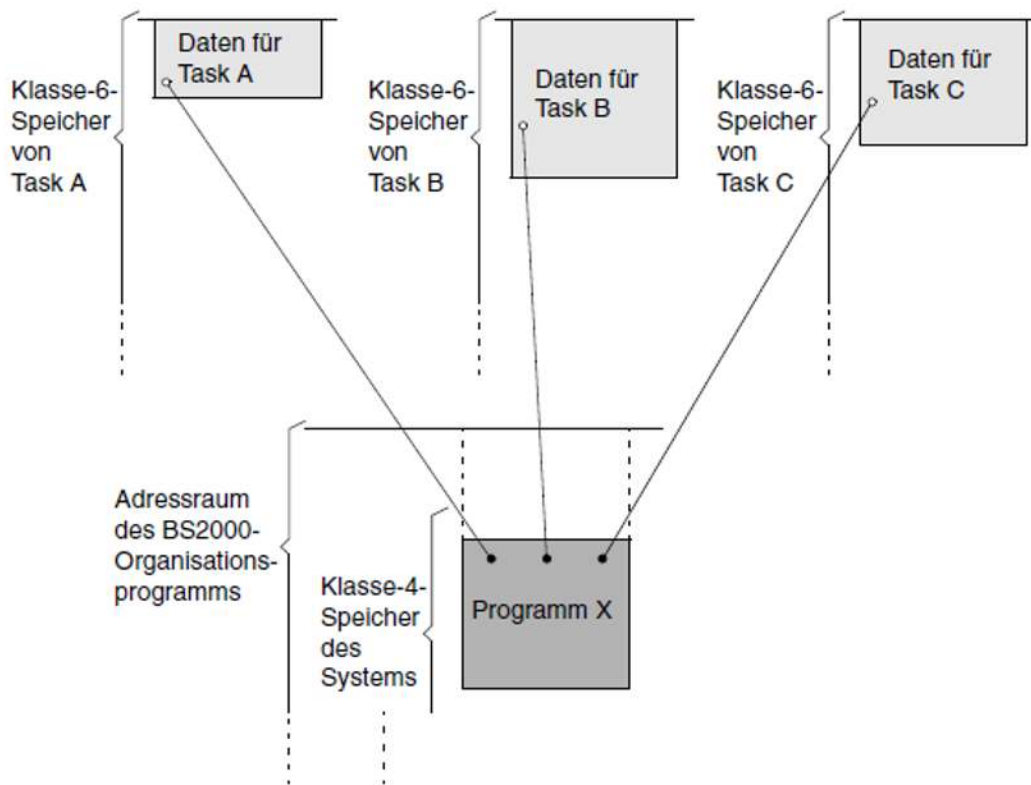 Daten für
Task A
Klasse-6-
Speicher
von
Task A
Daten für
Task B
Klasse-6-
Speicher
von
Task B
Daten für
Task C
Klasse-6-
Speicher
von
Task C
Adressraum
des BS2000-
Organisations-
programms
Klasse-4-
Speicher
des
Systems
Programm X